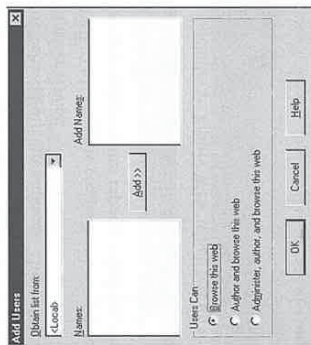 Add Users
Obtain list from:
<Local>
Names:
Add Names:
Add >>
Users Can
Browse this web
Author and browse this web
Administer, author, and browse this web
OK
Cancel
Help